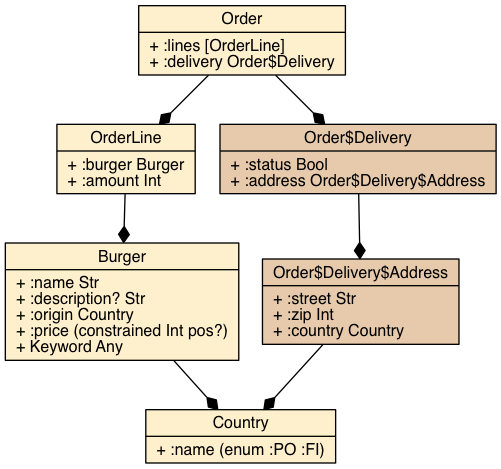 Order
+ :lines [OrderLine]
+ :delivery Order$Delivery
OrderLine
+ :burger Burger
+ :amount Int
Order$Delivery
+ :status Bool
+ :address Order$Delivery$Address
Burger
+ :name Str
+ :description? Str
+ :origin Country
+ :price (constrained Int pos?)
+ Keyword Any
Order$Delivery$Address
+ :street Str
+ :zip Int
+ :country Country
Country
+ :name (enum :PO :FI)